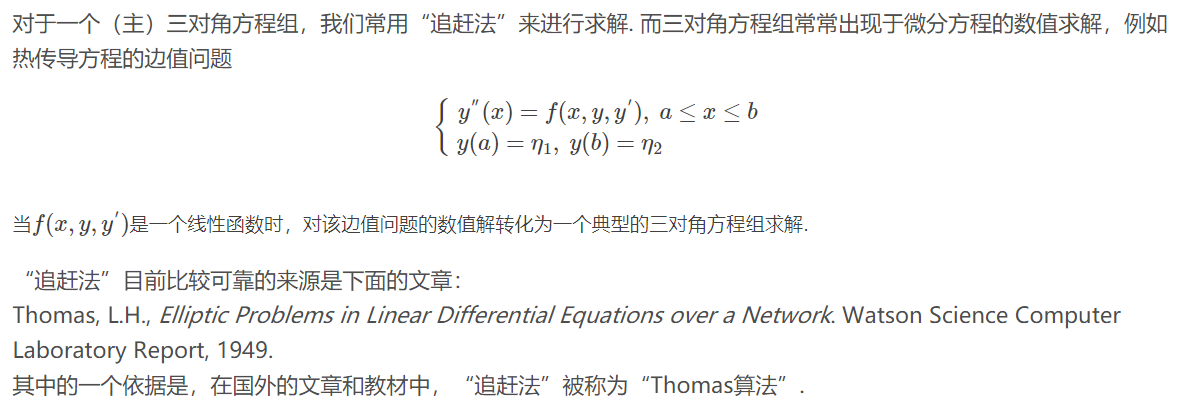 对于一个（主）三对角方程组，我们常用“追赶法”来进行求解. 而三对角方程组常常出现于微分方程的数值求解，例如
热传导方程的边值问题
{ y″(x) = f(x, y, y′), a ≤ x ≤ b
y(a) = η₁, y(b) = η₂
当f(x, y, y′)是一个线性函数时，对该边值问题的数值解转化为一个典型的三对角方程组求解.
“追赶法”目前比较可靠的来源是下面的文章：
Thomas, L.H., Elliptic Problems in Linear Differential Equations over a Network. Watson Science Computer
Laboratory Report, 1949.
其中的一个依据是，在国外的文章和教材中，“追赶法”被称为“Thomas算法”.